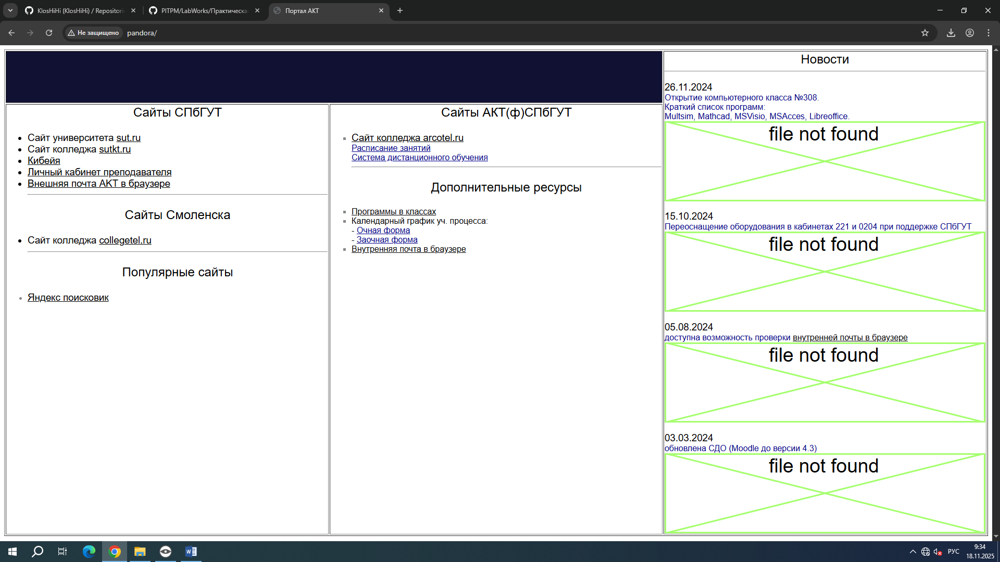 KlosHiHi (KlosHiHi) / Repositori
PITPM/LabWorks/Практическа
Портал АКТ
Не защищено
pandora/
Сайты СПбГУТ
Сайт университета sut.ru
Сайт колледжа sutkt.ru
Кибейя
Личный кабинет преподавателя
Внешняя почта АКТ в браузере
Сайты Смоленска
Сайт колледжа collegetel.ru
Популярные сайты
Яндекс поисковик
Сайты АКТ(ф)СПбГУТ
Сайт колледжа arcotel.ru
Расписание занятий
Система дистанционного обучения
Дополнительные ресурсы
Программы в классах
Календарный график уч. процесса:
- Очная форма
- Заочная форма
Внутренняя почта в браузере
Новости
26.11.2024
Открытие компьютерного класса №308.
Краткий список программ:
Multsim, Mathcad, MSVisio, MSAcces, Libreoffice.
file not found
15.10.2024
Переоснащение оборудования в кабинетах 221 и 0204 при поддержке СПбГУТ
file not found
05.08.2024
доступна возможность проверки внутренней почты в браузере
file not found
03.03.2024
обновлена СДО (Moodle до версии 4.3)
file not found
РУС
9:34
18.11.2025